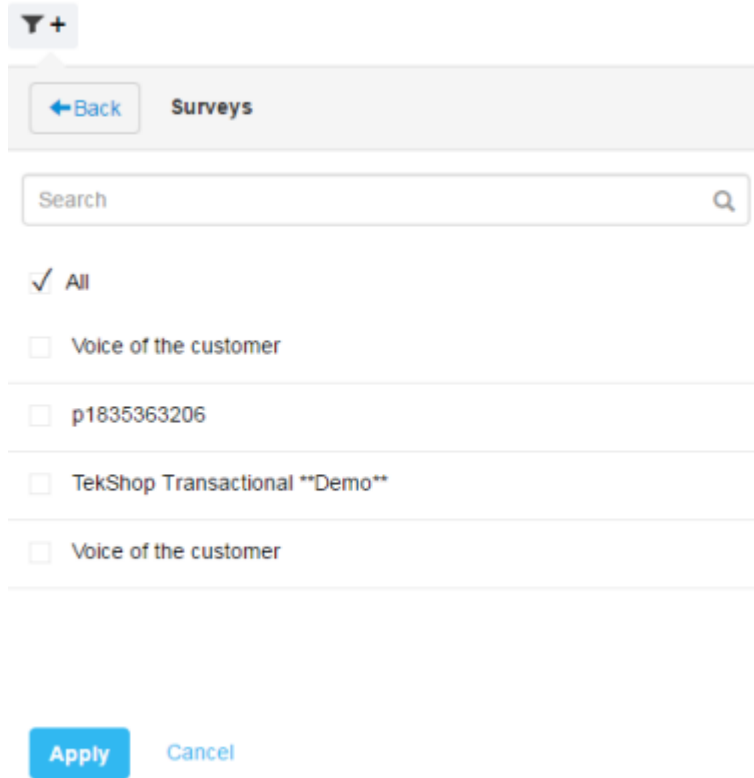 +
Back Surveys
Search
All
Voice of the customer
p1835363206
TekShop Transactional **Demo**
Voice of the customer
Apply Cancel